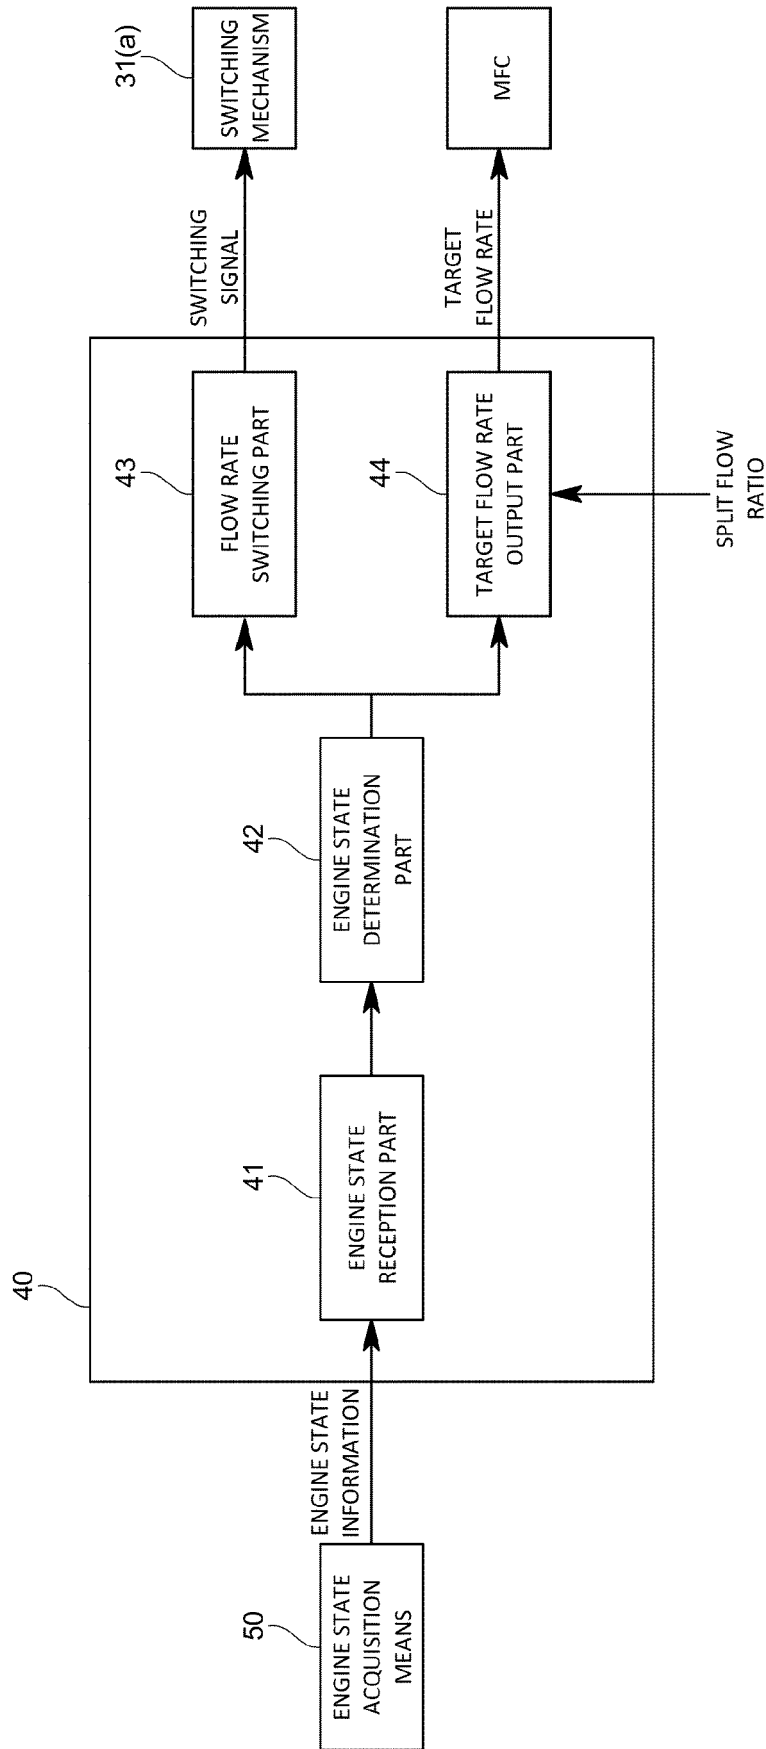 40
50
ENGINE STATE
ACQUISITION
MEANS
ENGINE STATE
INFORMATION
41
ENGINE STATE
RECEPTION PART
42
ENGINE STATE
DETERMINATION
PART
43
FLOW RATE
SWITCHING PART
SWITCHING
SIGNAL
31(a)
SWITCHING
MECHANISM
44
TARGET FLOW RATE
OUTPUT PART
TARGET
FLOW RATE
MFC
SPLIT FLOW
RATIO